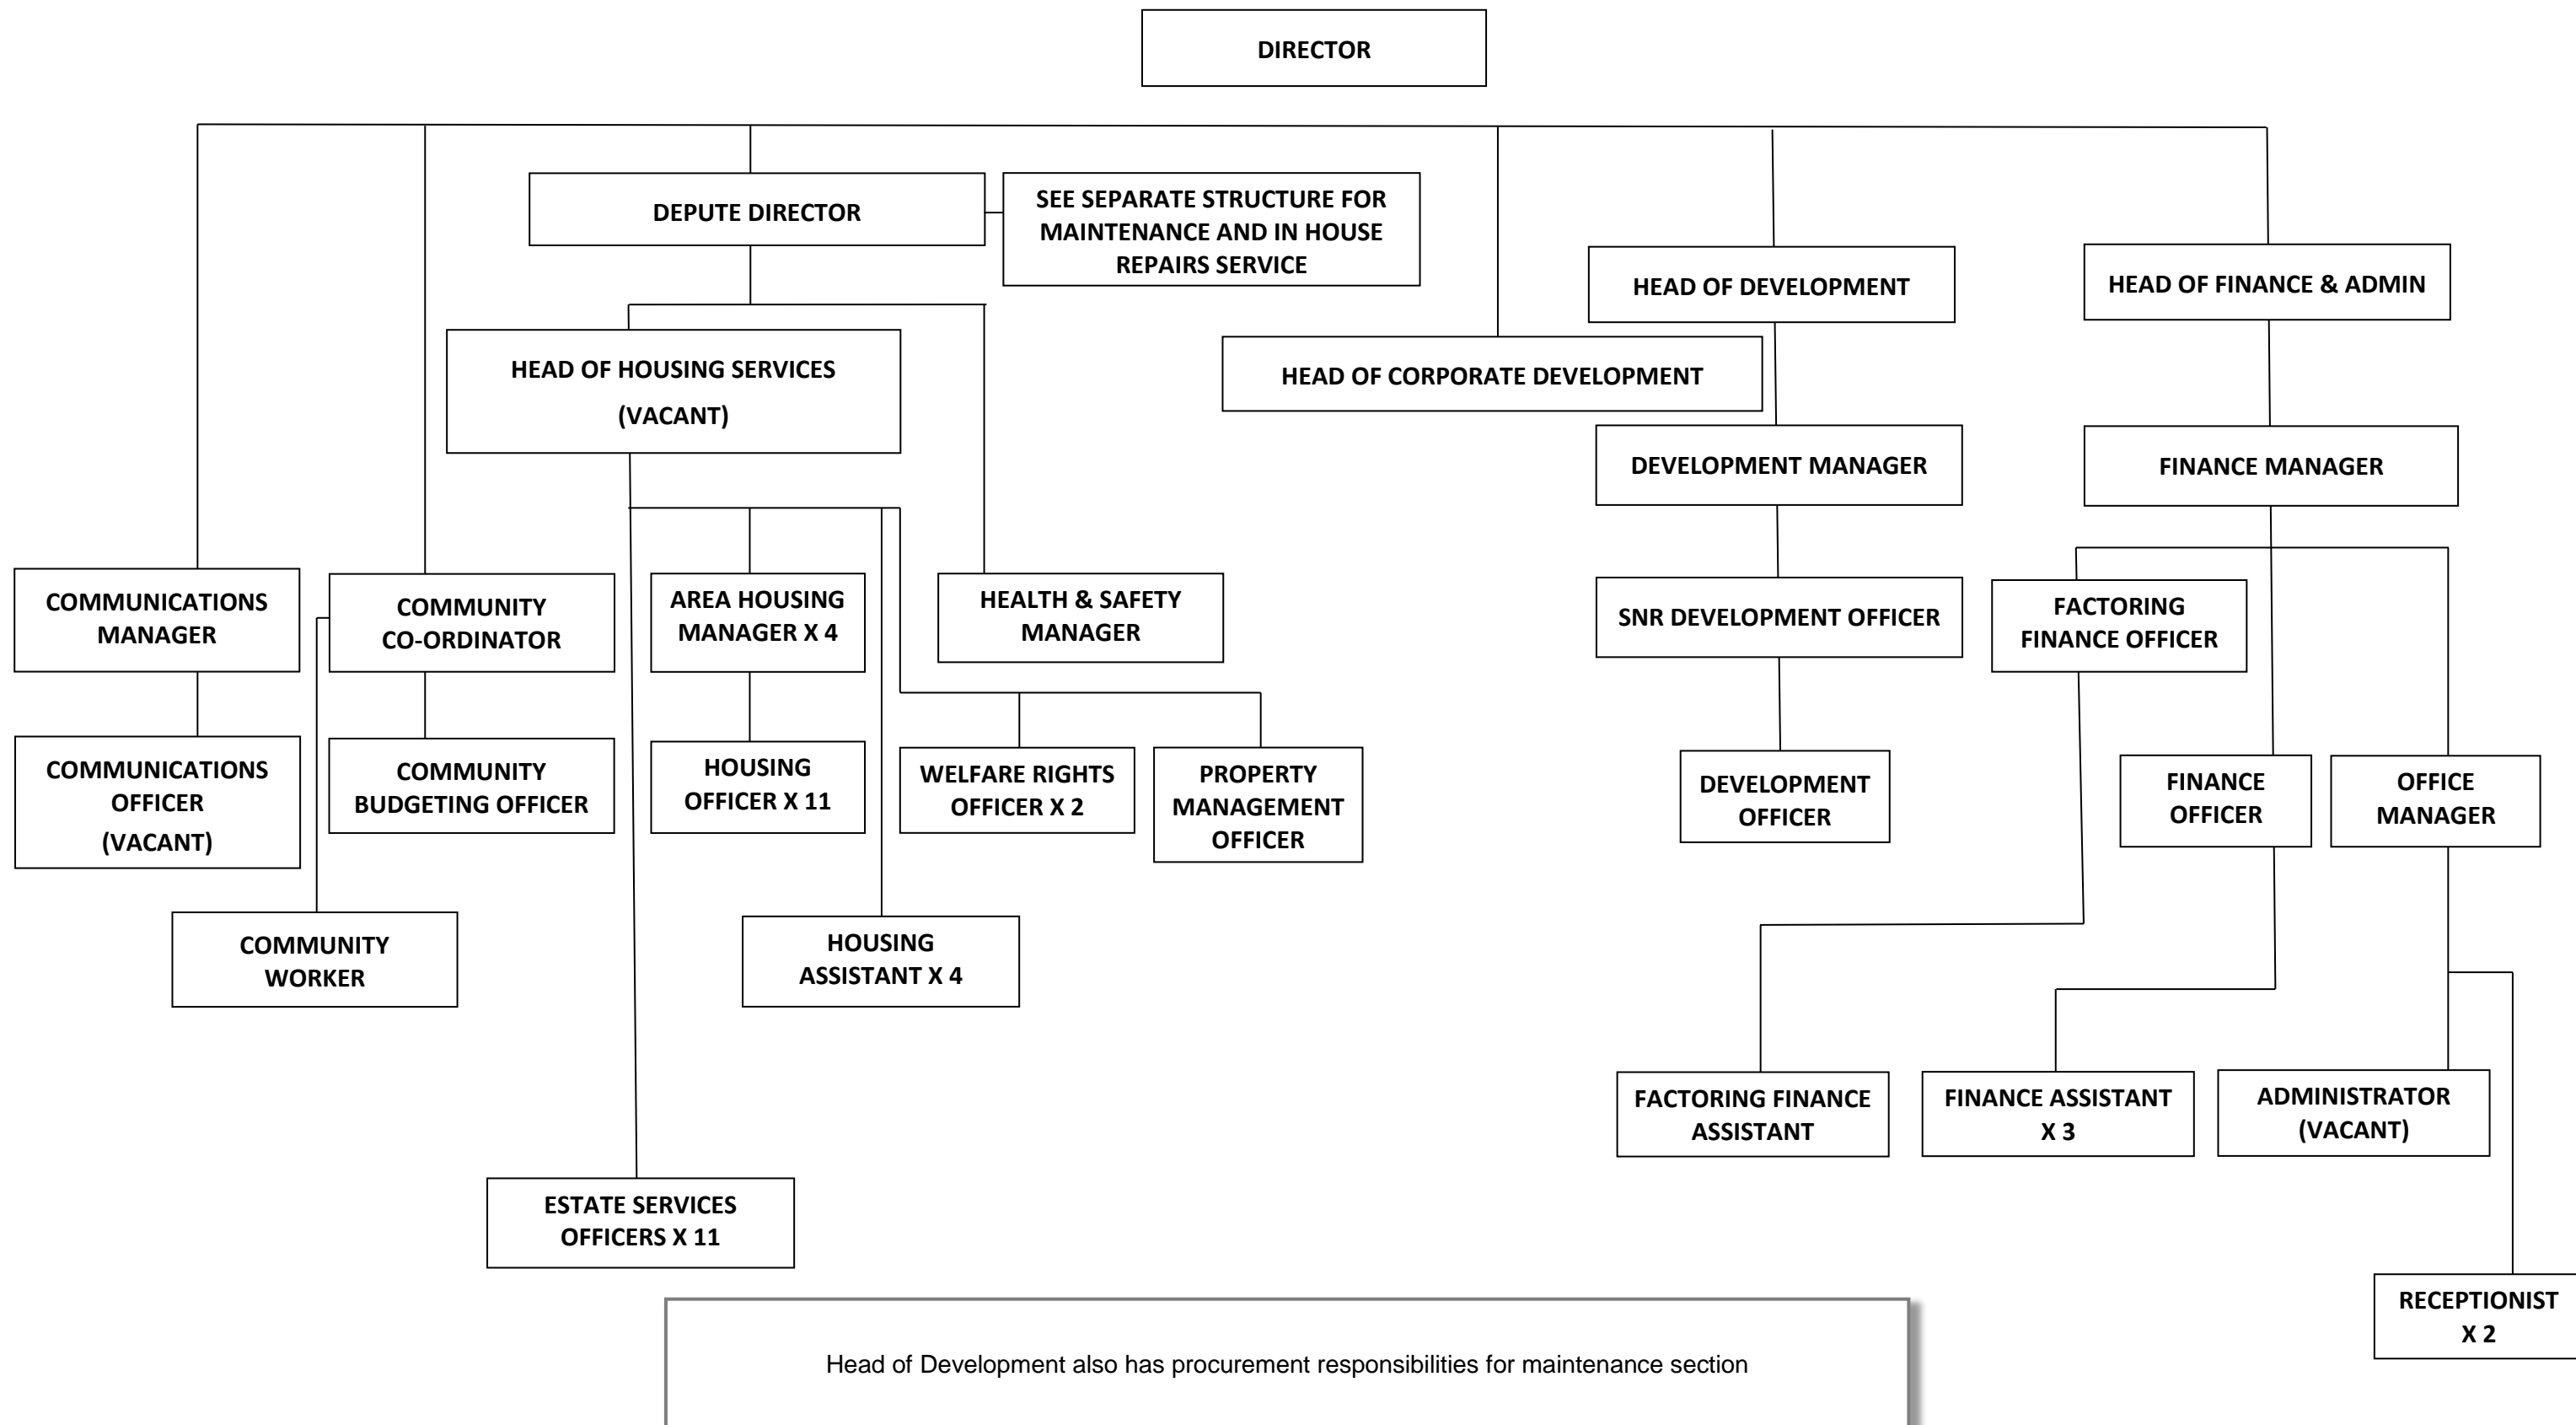 DIRECTOR
DEPUTE DIRECTOR
SEE SEPARATE STRUCTURE FOR
MAINTENANCE AND IN HOUSE
REPAIRS SERVICE
HEAD OF DEVELOPMENT
HEAD OF FINANCE & ADMIN
HEAD OF HOUSING SERVICES
(VACANT)
HEAD OF CORPORATE DEVELOPMENT
DEVELOPMENT MANAGER
FINANCE MANAGER
COMMUNICATIONS
MANAGER
COMMUNITY
CO-ORDINATOR
AREA HOUSING
MANAGER X 4
HEALTH & SAFETY
MANAGER
SNR DEVELOPMENT OFFICER
FACTORING
FINANCE OFFICER
COMMUNICATIONS
OFFICER
(VACANT)
COMMUNITY
BUDGETING OFFICER
HOUSING
OFFICER X 11
WELFARE RIGHTS
OFFICER X 2
PROPERTY
MANAGEMENT
OFFICER
DEVELOPMENT
OFFICER
FINANCE
OFFICER
OFFICE
MANAGER
COMMUNITY
WORKER
HOUSING
ASSISTANT X 4
FACTORING FINANCE
ASSISTANT
FINANCE ASSISTANT
X 3
ADMINISTRATOR
(VACANT)
ESTATE SERVICES
OFFICERS X 11
RECEPTIONIST
X 2
Head of Development also has procurement responsibilities for maintenance section